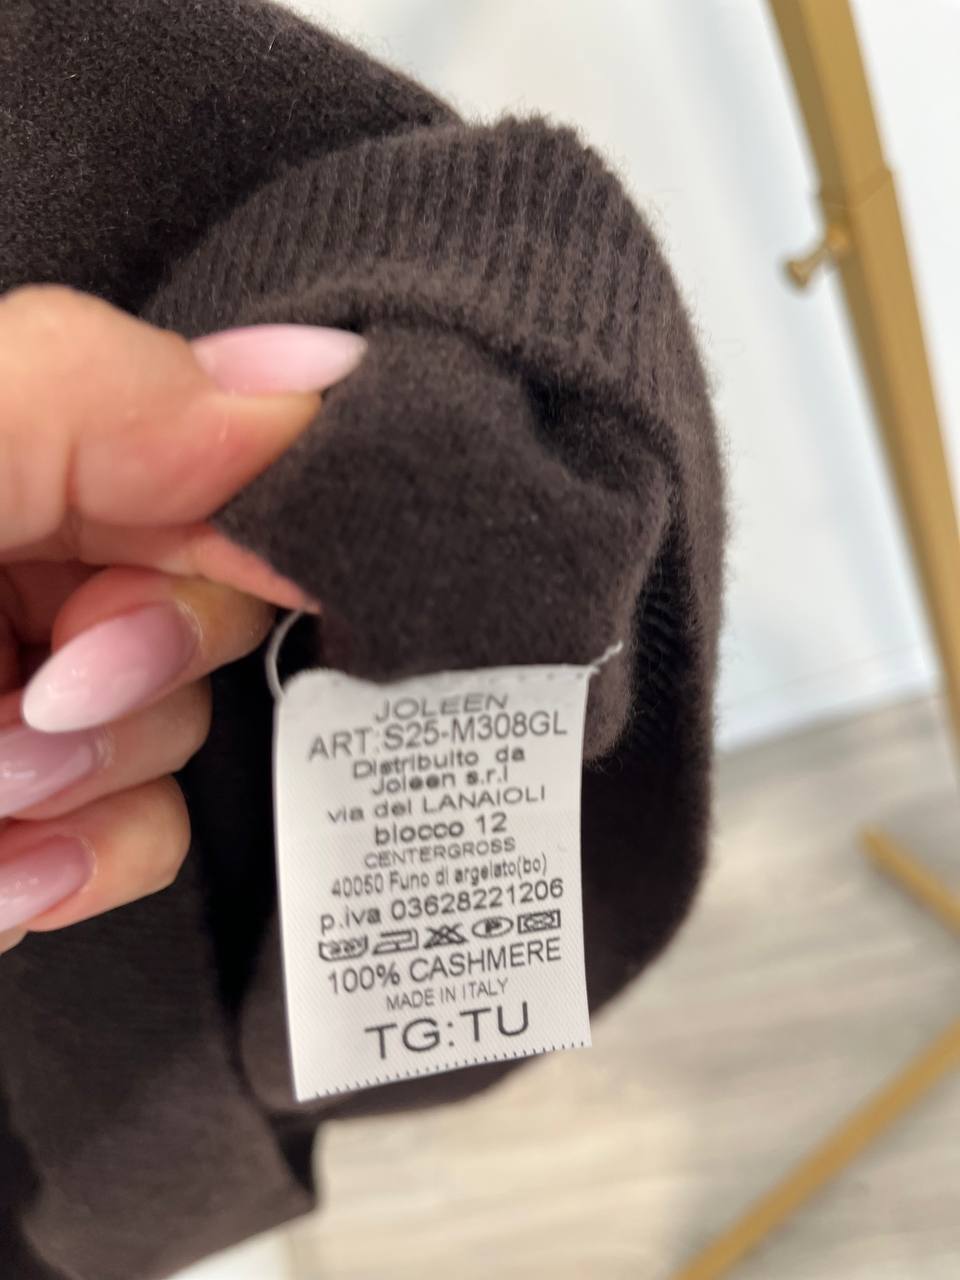 JOLEEN
ART:S25-M308GL
Distribuito da
Joleen s.r.l
via del LANAIOLI
blocco 12
CENTERGROSS
40050 Funo di argelato(bo)
p.iva 03628221206
100% CASHMERE
MADE IN ITALY
TG:TU